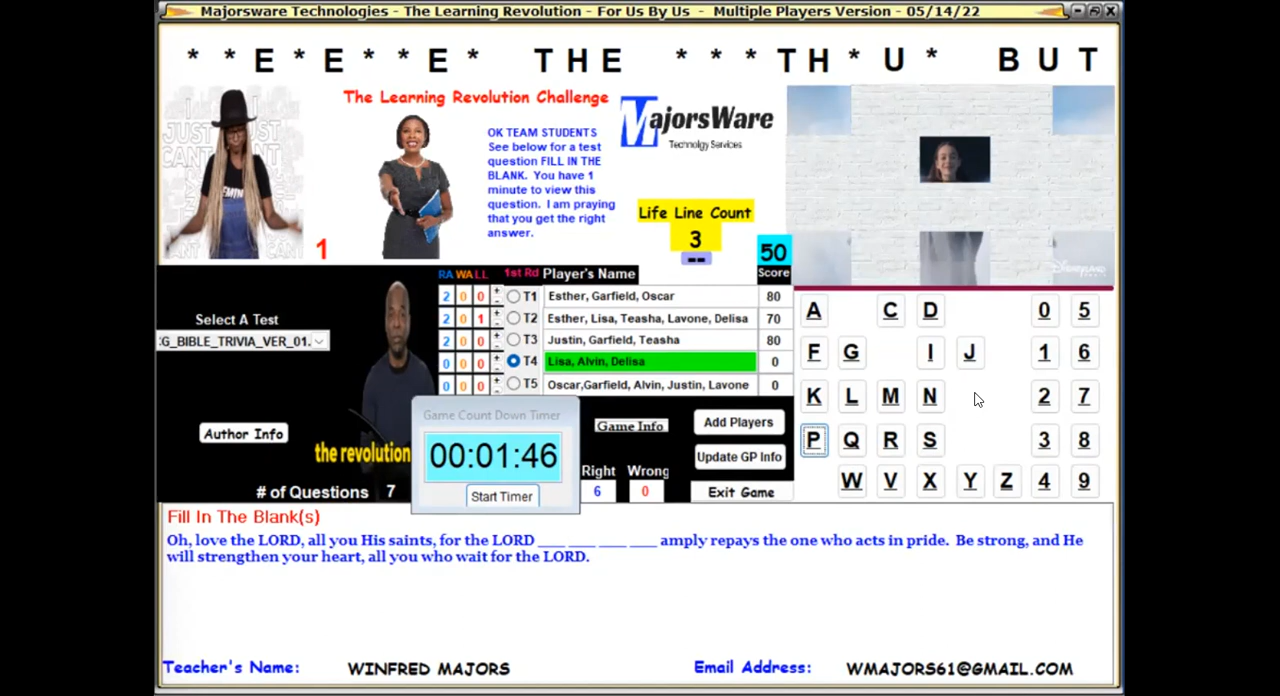 Majorsware Technologies - The Learning Revolution - For Us By Us - Multiple Players Version - 05/14/22
* * E * E * * E * THE * * * TH * U * BUT
The Learning Revolution Challenge
MajorsWare
Technolgy Services
OK TEAM STUDENTS
See below for a test
question FILL IN THE
BLANK. You have 1
minute to view this
question. I am praying
that you get the right
answer.
JUST
CANT
1
Life Line Count
3
--
50
Score
RA WA LL 1st Rd Player's Name
2 0 0 + - T1 Esther, Garfield, Oscar 80
2 0 1 + - T2 Esther, Lisa, Teasha, Lavone, Delisa 70
2 0 0 + - T3 Justin, Garfield, Teasha 80
0 0 0 + - T4 Lisa, Alvin, Delisa 0
0 0 0 + - T5 Oscar,Garfield, Alvin, Justin, Lavone 0
Select A Test
G_BIBLE_TRIVIA_VER_01.
Author Info
the revolution
# of Questions 7
Game Count Down Timer
00:01:46
Start Timer
Game Info
Right Wrong
6 0
Add Players
Update GP Info
Exit Game
A C D 0 5
F G I J 1 6
K L M N 2 7
P Q R S 3 8
W V X Y Z 4 9
Fill In The Blank(s)
Oh, love the LORD, all you His saints, for the LORD ____ ____ ____ ____ amply repays the one who acts in pride. Be strong, and He
will strengthen your heart, all you who wait for the LORD.
Teacher's Name: WINFRED MAJORS Email Address: WMAJORS61@GMAIL.COM